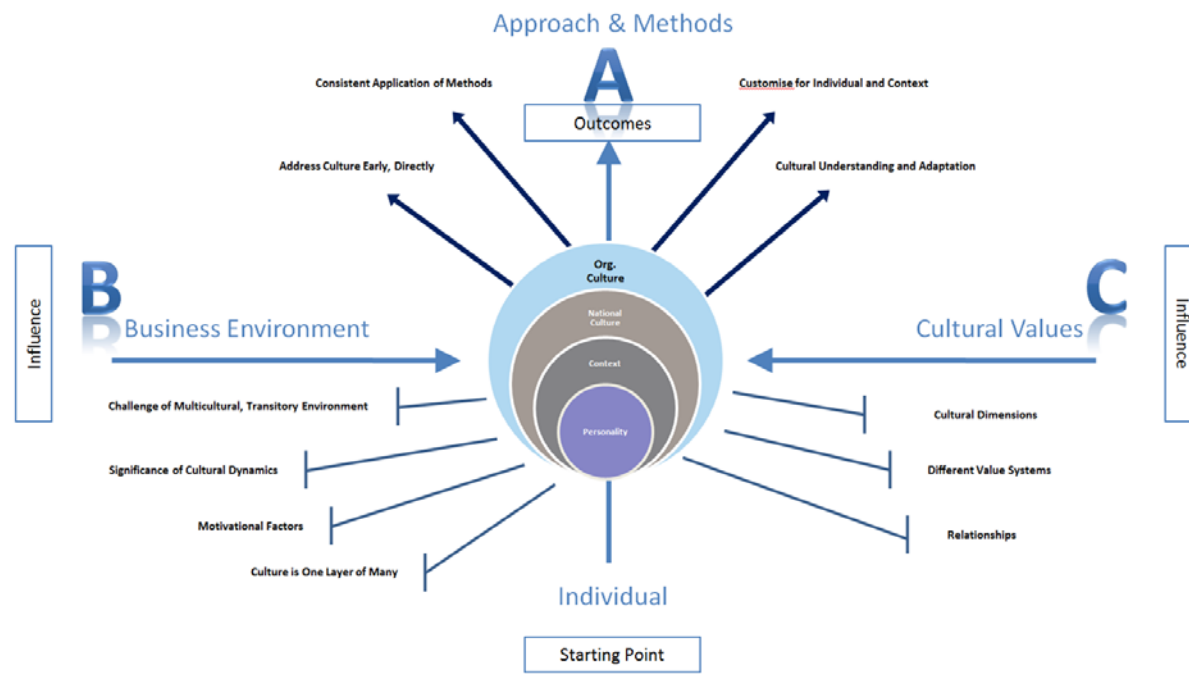 Approach & Methods
A
Outcomes
Consistent Application of Methods
Customise for Individual and Context
Address Culture Early, Directly
Cultural Understanding and Adaptation
Influence
B
Business Environment
Org.
Culture
National
Culture
Context
Personality
C
Cultural Values
Influence
Challenge of Multicultural, Transitory Environment
Cultural Dimensions
Significance of Cultural Dynamics
Different Value Systems
Motivational Factors
Relationships
Culture is One Layer of Many
Individual
Starting Point